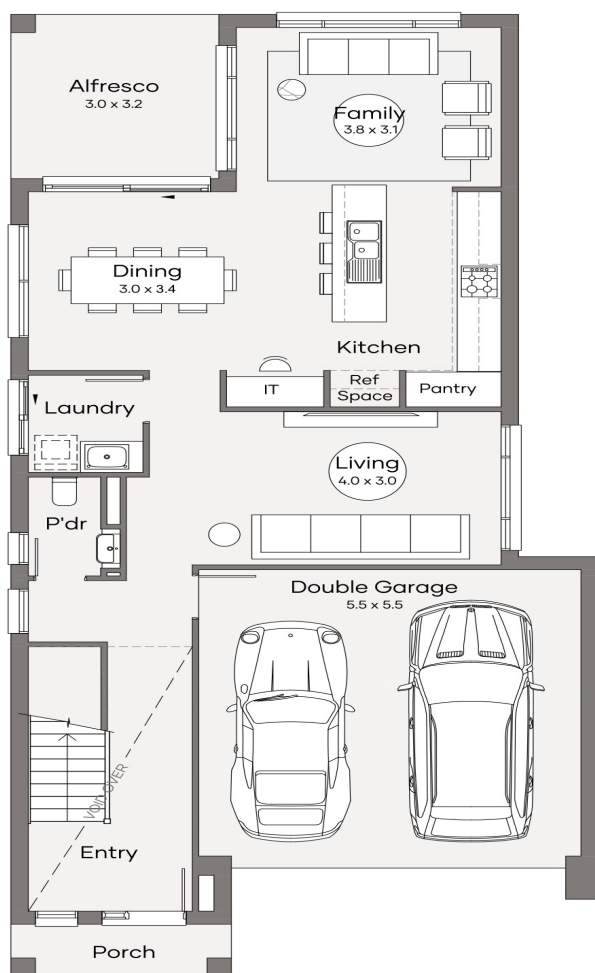 Alfresco
3.0 x 3.2
Family
3.8 x 3.1
Dining
3.0 x 3.4
Kitchen
IT
Ref
Space
Pantry
Laundry
Living
4.0 x 3.0
P'dr
Double Garage
5.5 x 5.5
VOID OVER
Entry
Porch